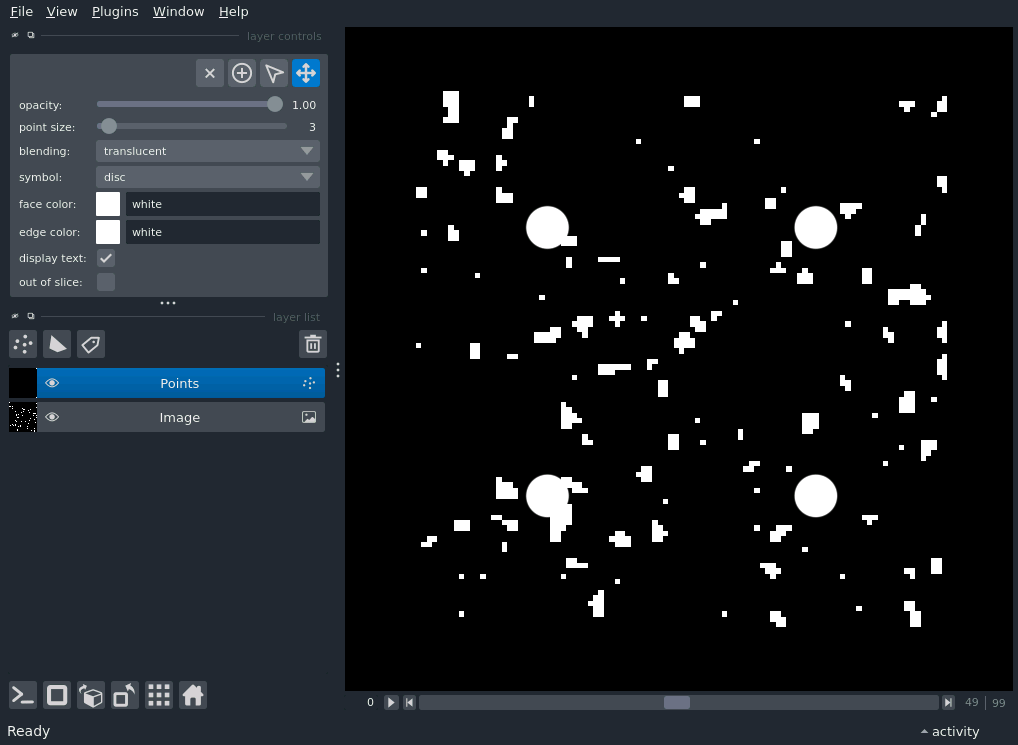 File View Plugins Window Help
layer controls
opacity: 1.00
point size: 3
blending: translucent
symbol: disc
face color: white
edge color: white
display text:
out of slice:
layer list
Points
Image
0 49 | 99
Ready activity